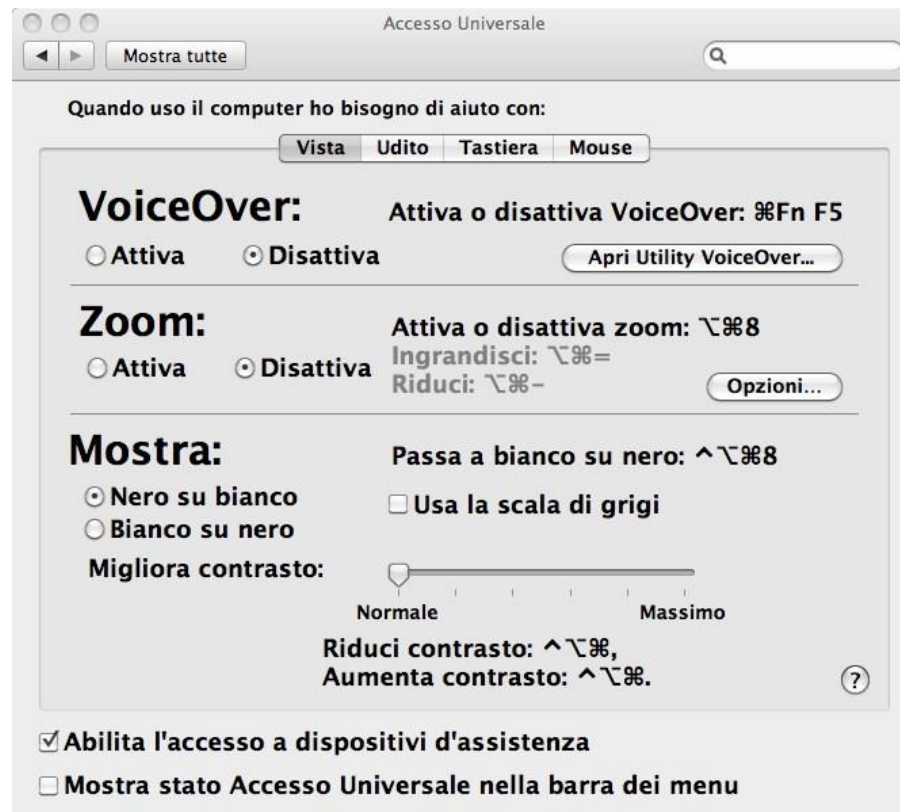 Accesso Universale
Mostra tutte
Quando uso il computer ho bisogno di aiuto con:
Vista Udito Tastiera Mouse
VoiceOver: Attiva o disattiva VoiceOver: ⌘Fn F5
Attiva Disattiva Apri Utility VoiceOver...
Zoom: Attiva o disattiva zoom: ⌥⌘8
Ingrandisci: ⌥⌘=
Attiva Disattiva
Riduci: ⌥⌘-
Opzioni...
Mostra: Passa a bianco su nero: ^⌥⌘8
Nero su bianco Usa la scala di grigi
Bianco su nero
Migliora contrasto:
Normale Massimo
Riduci contrasto: ^⌥⌘,
Aumenta contrasto: ^⌥⌘.
?
Abilita l'accesso a dispositivi d'assistenza
Mostra stato Accesso Universale nella barra dei menu